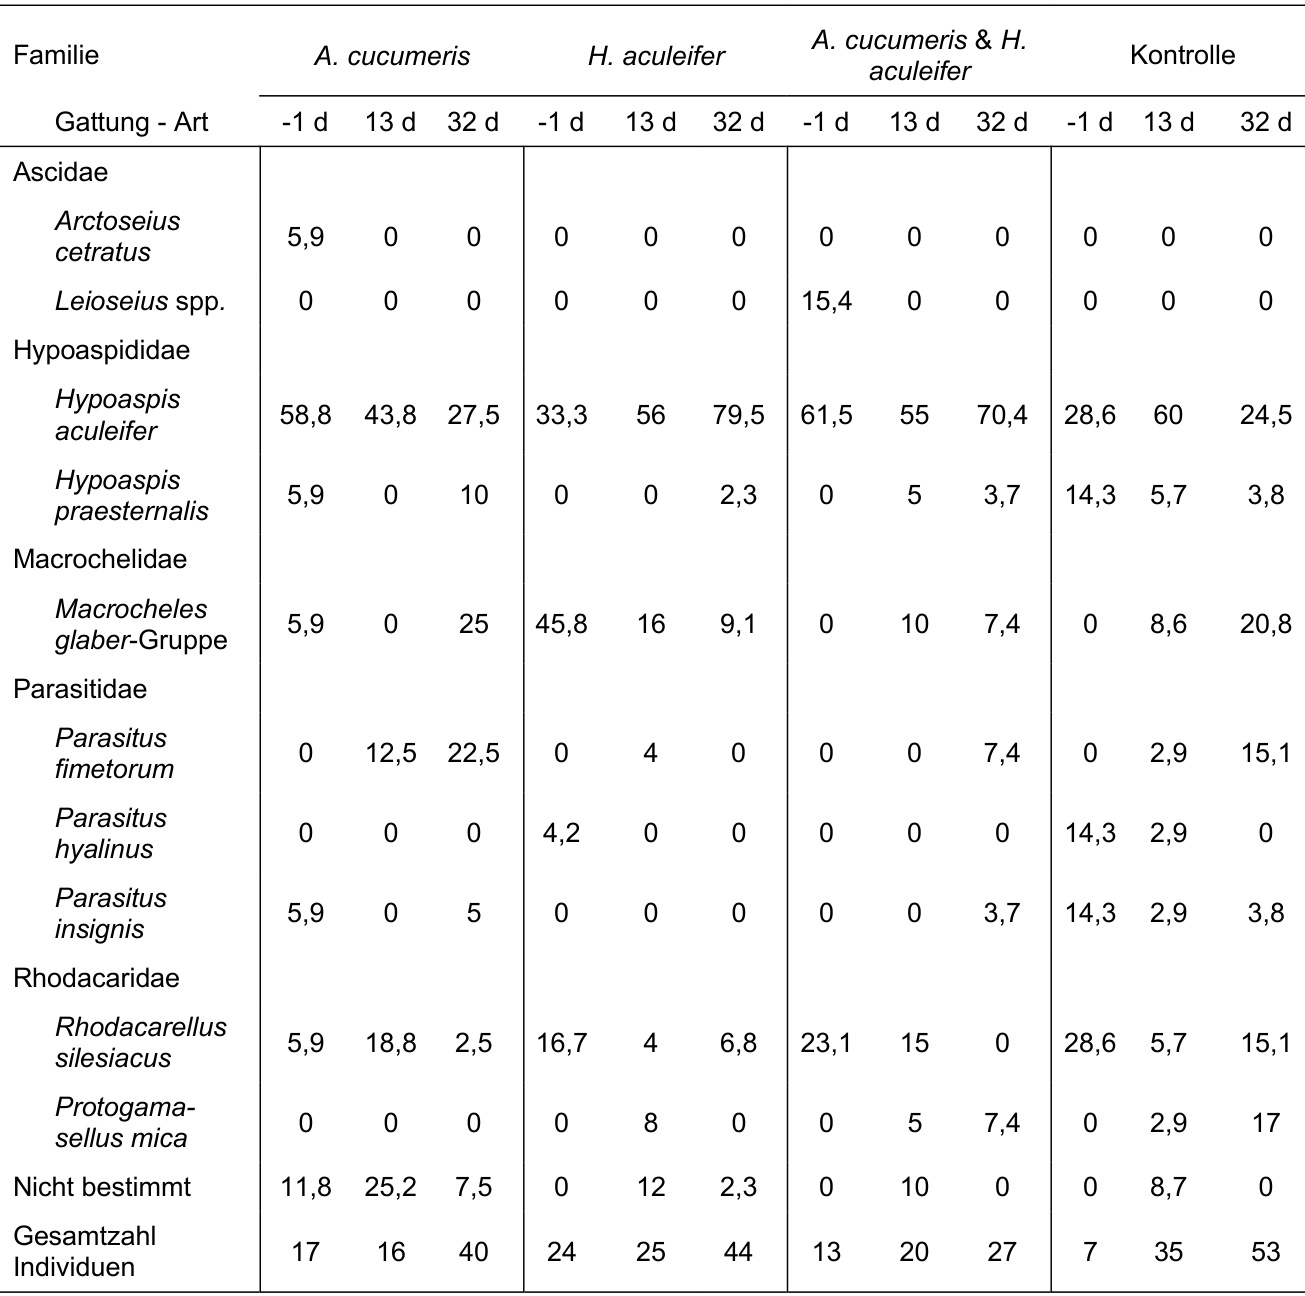 Familie A. cucumeris H. aculeifer A. cucumeris & H. aculeifer Kontrolle
Gattung - Art -1 d 13 d 32 d -1 d 13 d 32 d -1 d 13 d 32 d -1 d 13 d 32 d
Ascidae
Arctoseius
cetratus 5,9 0 0 0 0 0 0 0 0 0 0 0
Leioseius spp. 0 0 0 0 0 0 15,4 0 0 0 0 0
Hypoaspididae
Hypoaspis
aculeifer 58,8 43,8 27,5 33,3 56 79,5 61,5 55 70,4 28,6 60 24,5
Hypoaspis
praesternalis 5,9 0 10 0 0 2,3 0 5 3,7 14,3 5,7 3,8
Macrochelidae
Macrocheles
glaber-Gruppe 5,9 0 25 45,8 16 9,1 0 10 7,4 0 8,6 20,8
Parasitidae
Parasitus
fimetorum 0 12,5 22,5 0 4 0 0 0 7,4 0 2,9 15,1
Parasitus
hyalinus 0 0 0 4,2 0 0 0 0 0 14,3 2,9 0
Parasitus
insignis 5,9 0 5 0 0 0 0 0 3,7 14,3 2,9 3,8
Rhodacaridae
Rhodacarellus
silesiacus 5,9 18,8 2,5 16,7 4 6,8 23,1 15 0 28,6 5,7 15,1
Protogama-
sellus mica 0 0 0 0 8 0 0 5 7,4 0 2,9 17
Nicht bestimmt 11,8 25,2 7,5 0 12 2,3 0 10 0 0 8,7 0
Gesamtzahl
Individuen 17 16 40 24 25 44 13 20 27 7 35 53